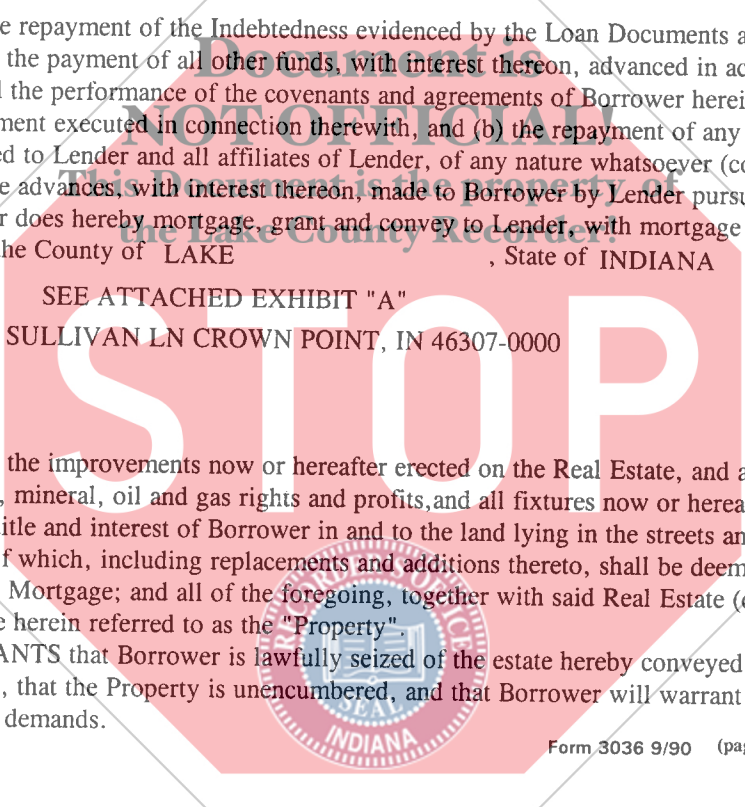 e repayment of the Indebtedness evidenced by the Loan Documents a
the payment of all other funds, with interest thereon, advanced in ac
the performance of the covenants and agreements of Borrower herei
ment executed in connection therewith, and (b) the repayment of any
ed to Lender and all affiliates of Lender, of any nature whatsoever (co
e advances, with interest thereon, made to Borrower by Lender pursu
r does hereby mortgage, grant and convey to Lender, with mortgage
he County of LAKE , State of INDIANA
SEE ATTACHED EXHIBIT "A"
SULLIVAN LN CROWN POINT, IN 46307-0000
the improvements now or hereafter erected on the Real Estate, and a
, mineral, oil and gas rights and profits,and all fixtures now or herea
itle and interest of Borrower in and to the land lying in the streets an
f which, including replacements and additions thereto, shall be deem
Mortgage; and all of the foregoing, together with said Real Estate (e
e herein referred to as the "Property".
ANTS that Borrower is lawfully seized of the estate hereby conveyed
, that the Property is unencumbered, and that Borrower will warrant
demands.
Form 3036 9/90 (pag
Document is
NOT OFFICIAL!
This Document is the property of
the Lake County Recorder!
STOP
RECORDER'S OFFICE
SEAL
INDIANA